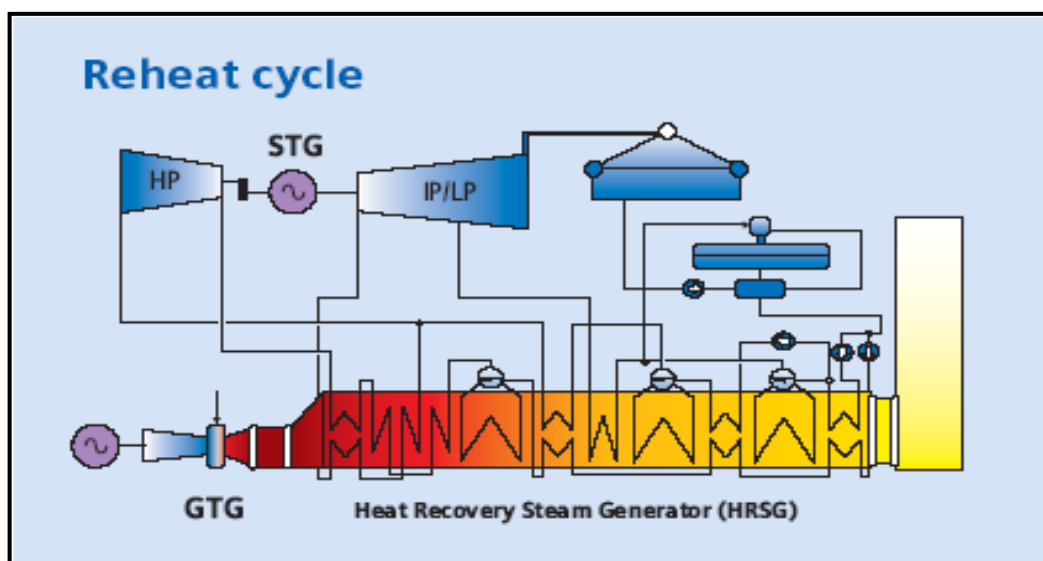 Reheat cycle
STG
HP
IP/LP
GTG
Heat Recovery Steam Generator (HRSG)